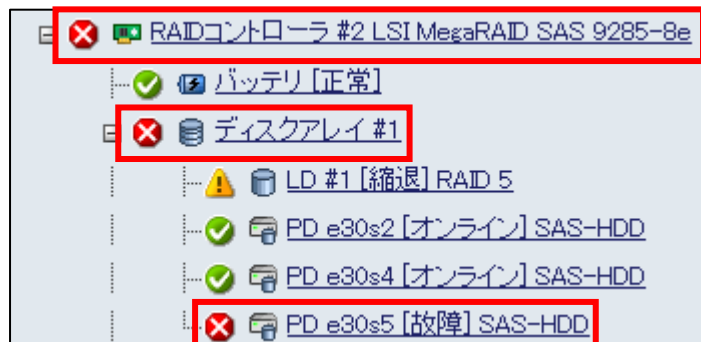 RAIDコントローラ #2 LSI MegaRAID SAS 9285-8e
バッテリ [正常]
ディスクアレイ #1
LD #1 [縮退] RAID 5
PD e30s2 [オンライン] SAS-HDD
PD e30s4 [オンライン] SAS-HDD
PD e30s5 [故障] SAS-HDD